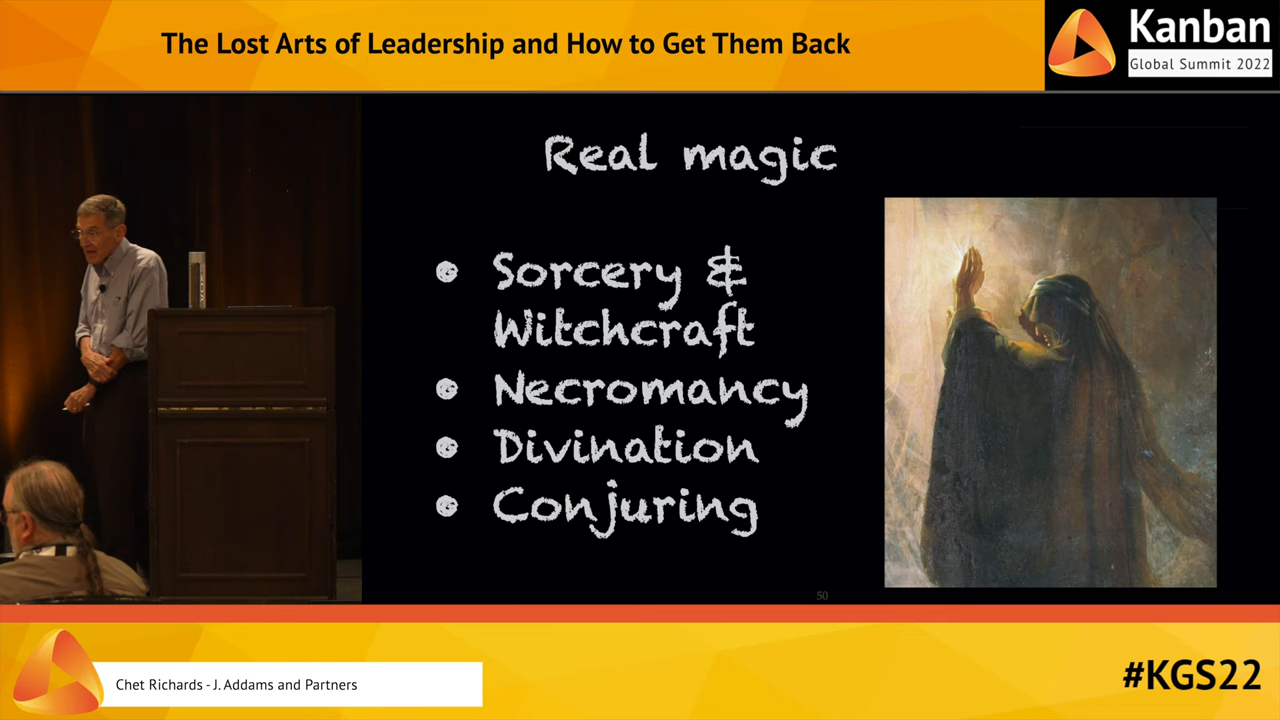 The Lost Arts of Leadership and How to Get Them Back
Kanban
Global Summit 2022
Real magic
Sorcery &
Witchcraft
Necromancy
Divination
Conjuring
50
Chet Richards - J. Addams and Partners
#KGS22